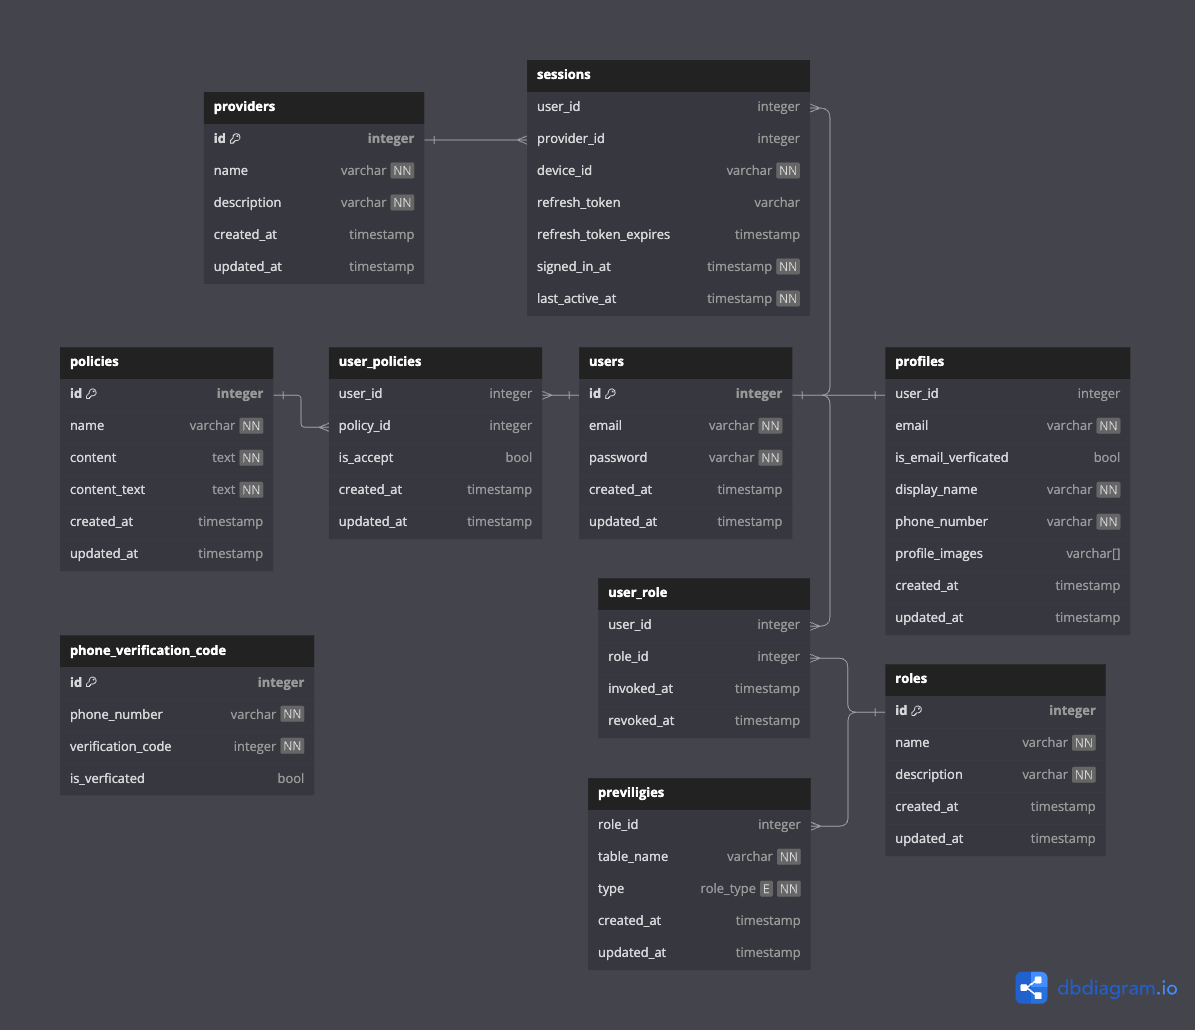 sessions
user_id integer
provider_id integer
device_id varchar NN
refresh_token varchar
refresh_token_expires timestamp
signed_in_at timestamp NN
last_active_at timestamp NN
providers
id integer
name varchar NN
description varchar NN
created_at timestamp
updated_at timestamp
policies
id integer
name varchar NN
content text NN
content_text text NN
created_at timestamp
updated_at timestamp
user_policies
user_id integer
policy_id integer
is_accept bool
created_at timestamp
updated_at timestamp
users
id integer
email varchar NN
password varchar NN
created_at timestamp
updated_at timestamp
profiles
user_id integer
email varchar NN
is_email_verficated bool
display_name varchar NN
phone_number varchar NN
profile_images varchar[]
created_at timestamp
updated_at timestamp
user_role
user_id integer
role_id integer
invoked_at timestamp
revoked_at timestamp
phone_verification_code
id integer
phone_number varchar NN
verification_code integer NN
is_verficated bool
roles
id integer
name varchar NN
description varchar NN
created_at timestamp
updated_at timestamp
previligies
role_id integer
table_name varchar NN
type role_type E NN
created_at timestamp
updated_at timestamp
dbdiagram.io